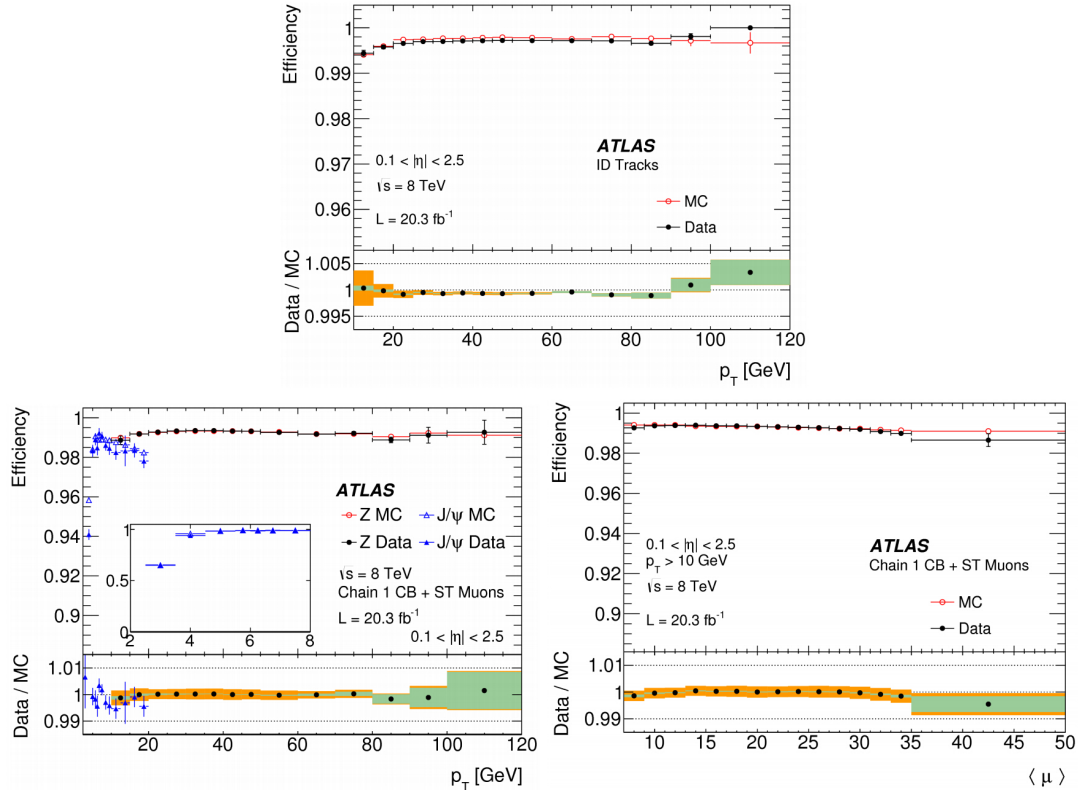 Efficiency
1
0.99
0.98
0.97
0.96
ATLAS
ID Tracks
0.1 < |η| < 2.5
√s = 8 TeV
L = 20.3 fb⁻¹
MC
Data
Data / MC
1.005
1
0.995
20 40 60 80 100 120
p_T [GeV]
Efficiency
1
0.98
0.96
0.94
0.92
0.9
ATLAS
Z MC J/ψ MC
Z Data J/ψ Data
√s = 8 TeV
Chain 1 CB + ST Muons
L = 20.3 fb⁻¹
0.1 < |η| < 2.5
1
0.5
0
2 4 6 8
Data / MC
1.01
1
0.99
20 40 60 80 100 120
p_T [GeV]
Efficiency
1
0.98
0.96
0.94
0.92
0.9
0.1 < |η| < 2.5
p_T > 10 GeV
√s = 8 TeV
L = 20.3 fb⁻¹
ATLAS
Chain 1 CB + ST Muons
MC
Data
Data / MC
1.01
1
0.99
10 15 20 25 30 35 40 45 50
⟨ μ ⟩